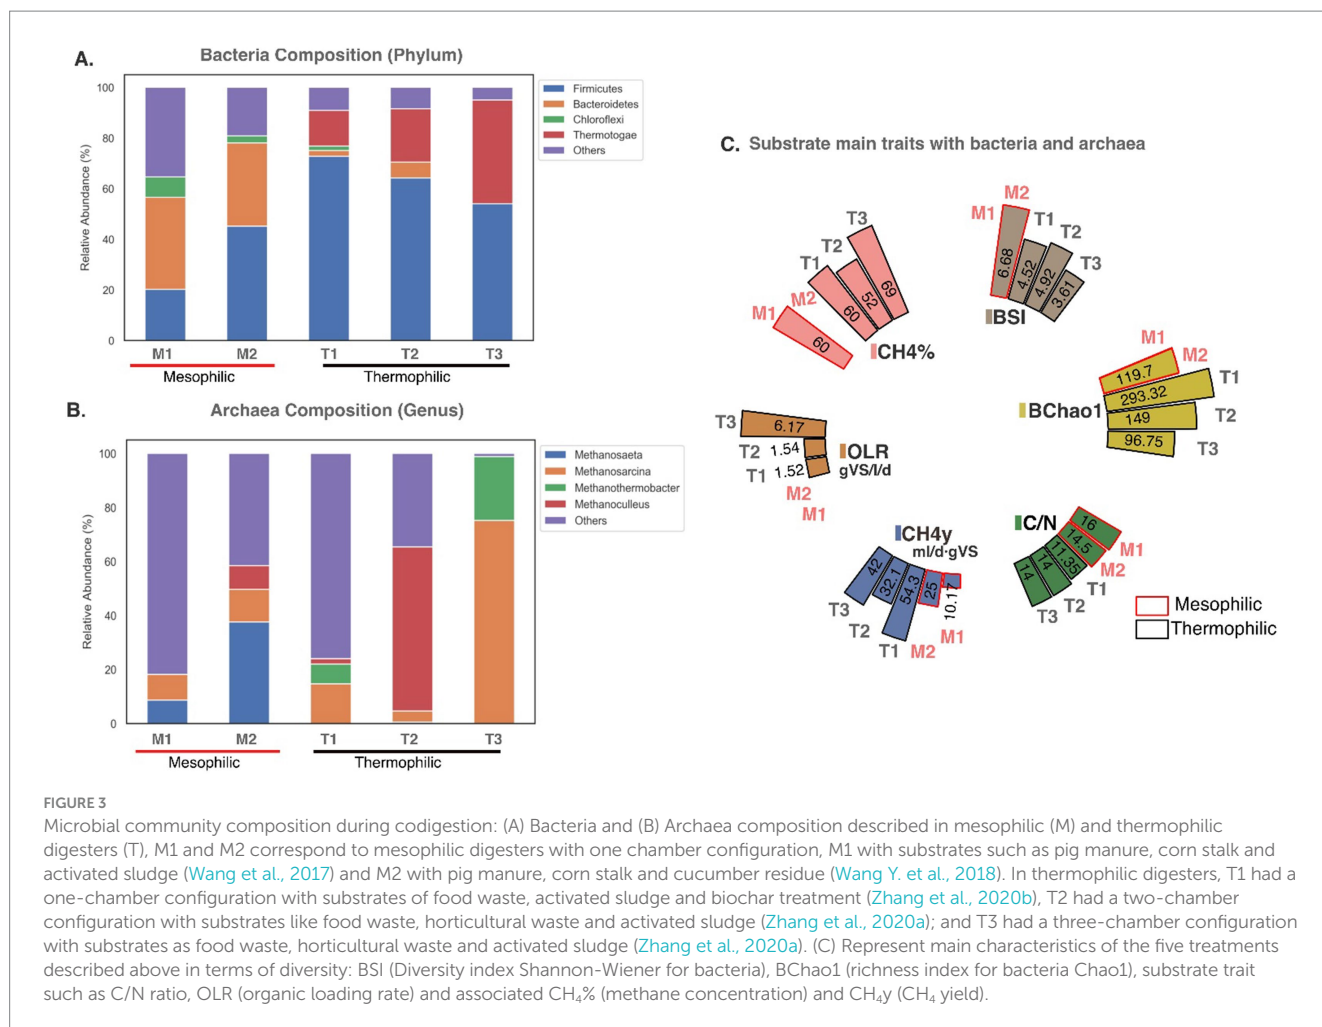 A.
Bacteria Composition (Phylum)
Relative Abundance (%)
100
80
60
40
20
0
M1
M2
T1
T2
T3
Mesophilic
Thermophilic
Firmicutes
Bacteroidetes
Chloroflexi
Thermotogae
Others
B.
Archaea Composition (Genus)
Relative Abundance (%)
100
80
60
40
20
0
M1
M2
T1
T2
T3
Mesophilic
Thermophilic
Methanosaeta
Methanosarcina
Methanothermobacter
Methanoculleus
Others
C. Substrate main traits with bacteria and archaea
M1
M2
T1
T2
T3
60
60
52
69
CH4%
M1
M2
T1
T2
T3
6.68
4.52
4.92
3.61
BSI
M1
M2
T1
T2
T3
119.7
293.32
149
96.75
BChao1
T3
T2
T1
M2
M1
6.17
1.54
1.52
OLR
gVS/l/d
CH4y
ml/d·gVS
42
32.1
54.3
25
10.17
T3
T2
T1
M2
M1
C/N
16
14.5
11.35
14
14
M1
M2
T1
T2
T3
Mesophilic
Thermophilic
FIGURE 3
Microbial community composition during codigestion: (A) Bacteria and (B) Archaea composition described in mesophilic (M) and thermophilic
digesters (T), M1 and M2 correspond to mesophilic digesters with one chamber configuration, M1 with substrates such as pig manure, corn stalk and
activated sludge (Wang et al., 2017) and M2 with pig manure, corn stalk and cucumber residue (Wang Y. et al., 2018). In thermophilic digesters, T1 had a
one-chamber configuration with substrates of food waste, activated sludge and biochar treatment (Zhang et al., 2020b), T2 had a two-chamber
configuration with substrates like food waste, horticultural waste and activated sludge (Zhang et al., 2020a); and T3 had a three-chamber configuration
with substrates as food waste, horticultural waste and activated sludge (Zhang et al., 2020a). (C) Represent main characteristics of the five treatments
described above in terms of diversity: BSI (Diversity index Shannon-Wiener for bacteria), BChao1 (richness index for bacteria Chao1), substrate trait
such as C/N ratio, OLR (organic loading rate) and associated CH₄% (methane concentration) and CH₄y (CH₄ yield).